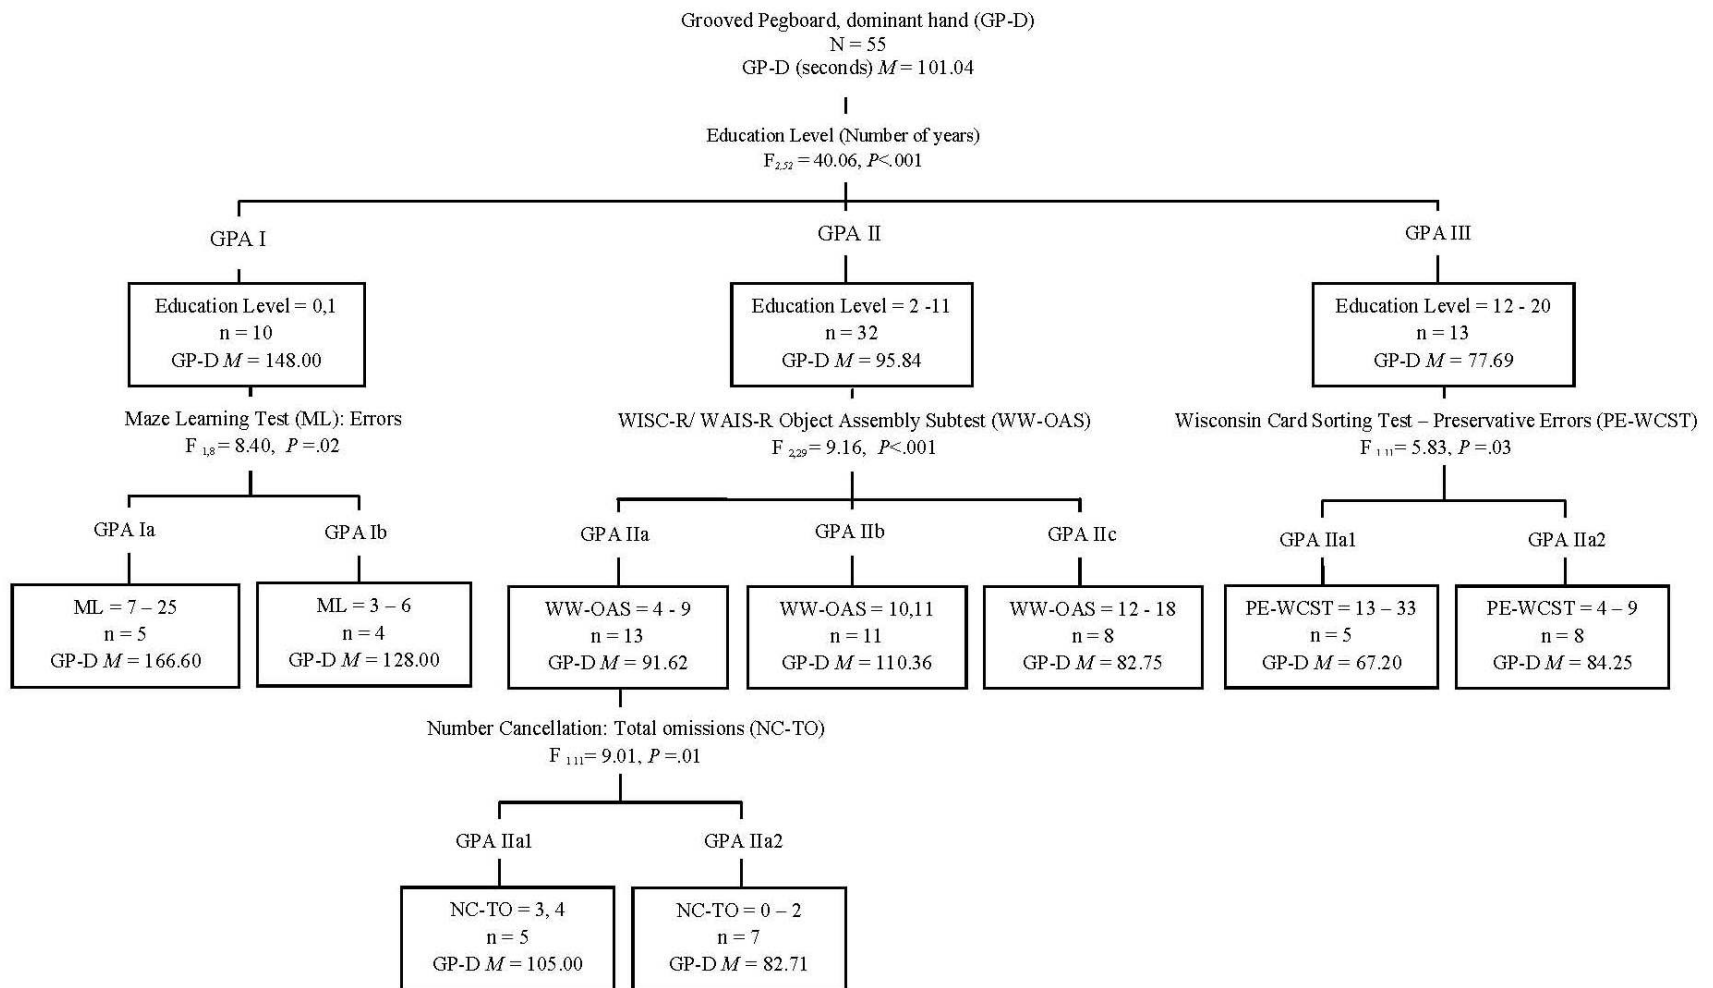 Grooved Pegboard, dominant hand (GP-D)
N = 55
GP-D (seconds) M = 101.04
Education Level (Number of years)
F2,52 = 40.06, P<.001
GPA I
GPA II
GPA III
Education Level = 0,1
n = 10
GP-D M = 148.00
Education Level = 2 -11
n = 32
GP-D M = 95.84
Education Level = 12 - 20
n = 13
GP-D M = 77.69
Maze Learning Test (ML): Errors
F 1,8 = 8.40, P =.02
WISC-R/ WAIS-R Object Assembly Subtest (WW-OAS)
F 2,29= 9.16, P<.001
Wisconsin Card Sorting Test – Preservative Errors (PE-WCST)
F 1 11= 5.83, P =.03
GPA Ia
GPA Ib
GPA IIa
GPA IIb
GPA IIc
GPA IIa1
GPA IIa2
ML = 7 – 25
n = 5
GP-D M = 166.60
ML = 3 – 6
n = 4
GP-D M = 128.00
WW-OAS = 4 - 9
n = 13
GP-D M = 91.62
WW-OAS = 10,11
n = 11
GP-D M = 110.36
WW-OAS = 12 - 18
n = 8
GP-D M = 82.75
PE-WCST = 13 – 33
n = 5
GP-D M = 67.20
PE-WCST = 4 – 9
n = 8
GP-D M = 84.25
Number Cancellation: Total omissions (NC-TO)
F 1 11= 9.01, P =.01
GPA IIa1
GPA IIa2
NC-TO = 3, 4
n = 5
GP-D M = 105.00
NC-TO = 0 – 2
n = 7
GP-D M = 82.71